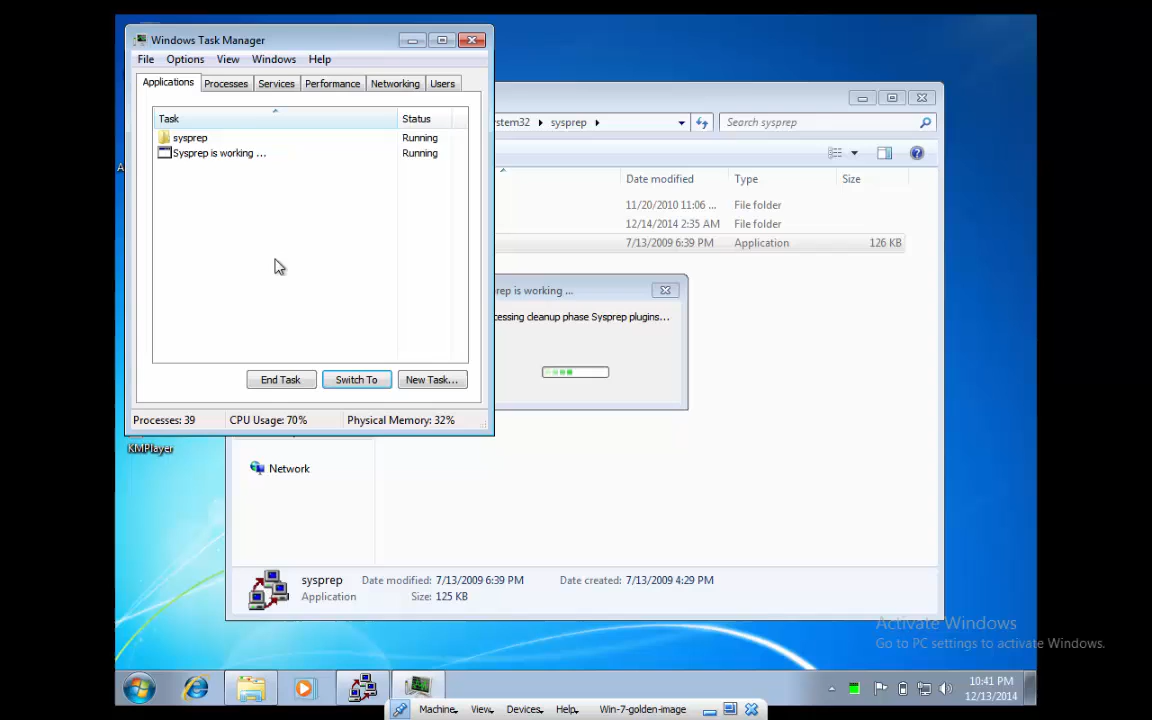 Windows Task Manager
File Options View Windows Help
Applications Processes Services Performance Networking Users
Task Status
sysprep Running
Sysprep is working ... Running
End Task Switch To New Task...
Processes: 39 CPU Usage: 70% Physical Memory: 32%
sysprep Search sysprep
Date modified Type Size
11/20/2010 11:06 ... File folder
12/14/2014 2:35 AM File folder
7/13/2009 6:39 PM Application 126 KB
is working ...
cleanup phase Sysprep plugins...
KMPlayer
Network
sysprep Date modified: 7/13/2009 6:39 PM Date created: 7/13/2009 4:29 PM
Application Size: 125 KB
Activate Windows
Go to PC settings to activate Windows.
10:41 PM
12/13/2014
Machine View Devices Help Win-7-golden-image